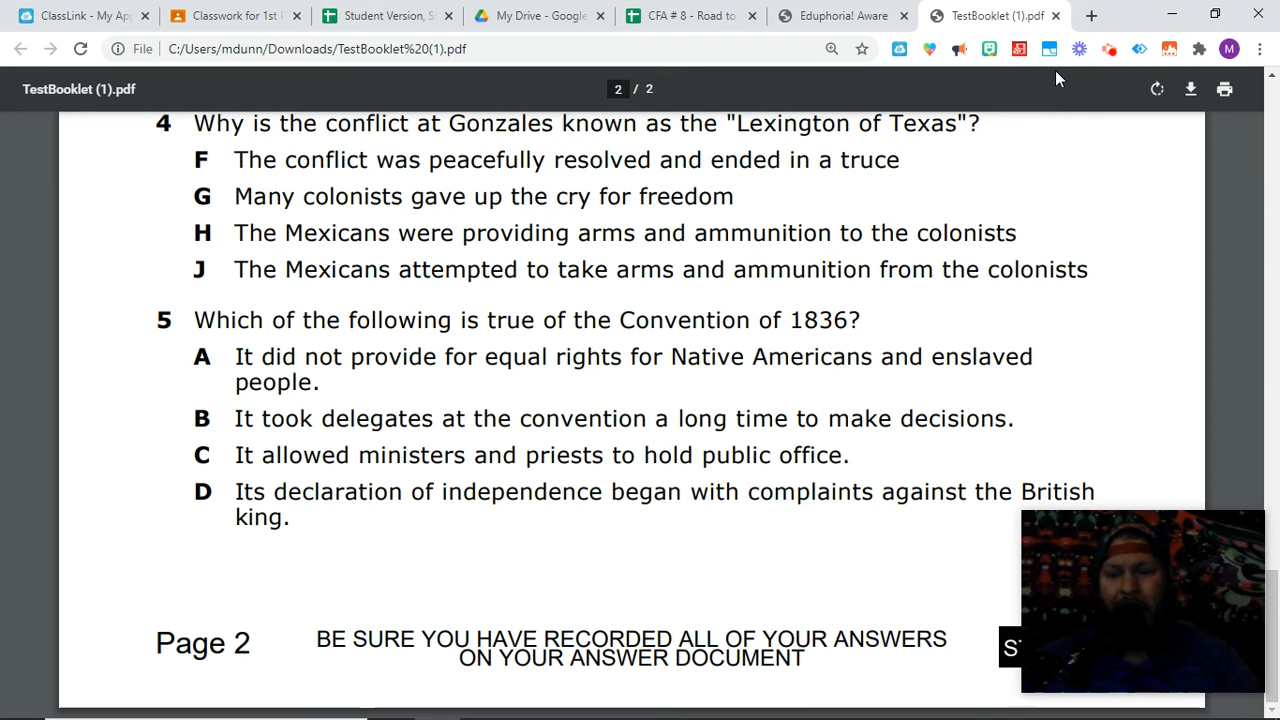 ClassLink - My Ap
Classwork for 1st P
Student Version, S
My Drive - Google
CFA # 8 - Road to
Eduphoria! Aware
TestBooklet (1).pdf
File
C:/Users/mdunn/Downloads/TestBooklet%20(1).pdf
M
TestBooklet (1).pdf
2 / 2
4 Why is the conflict at Gonzales known as the "Lexington of Texas"?
F The conflict was peacefully resolved and ended in a truce
G Many colonists gave up the cry for freedom
H The Mexicans were providing arms and ammunition to the colonists
J The Mexicans attempted to take arms and ammunition from the colonists
5 Which of the following is true of the Convention of 1836?
A It did not provide for equal rights for Native Americans and enslaved
people.
B It took delegates at the convention a long time to make decisions.
C It allowed ministers and priests to hold public office.
D Its declaration of independence began with complaints against the British
king.
Page 2
BE SURE YOU HAVE RECORDED ALL OF YOUR ANSWERS
ON YOUR ANSWER DOCUMENT
ST